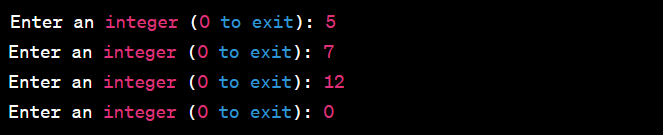 Enter an integer (0 to exit): 5
Enter an integer (0 to exit): 7
Enter an integer (0 to exit): 12
Enter an integer (0 to exit): 0